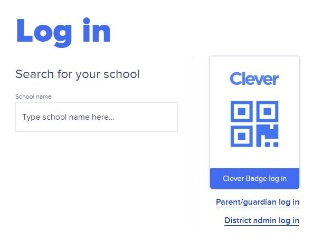 Log in
Search for your school
School name
Type school name here...
Clever
Clever Badge log in
Parent/guardian log in
District admin log in